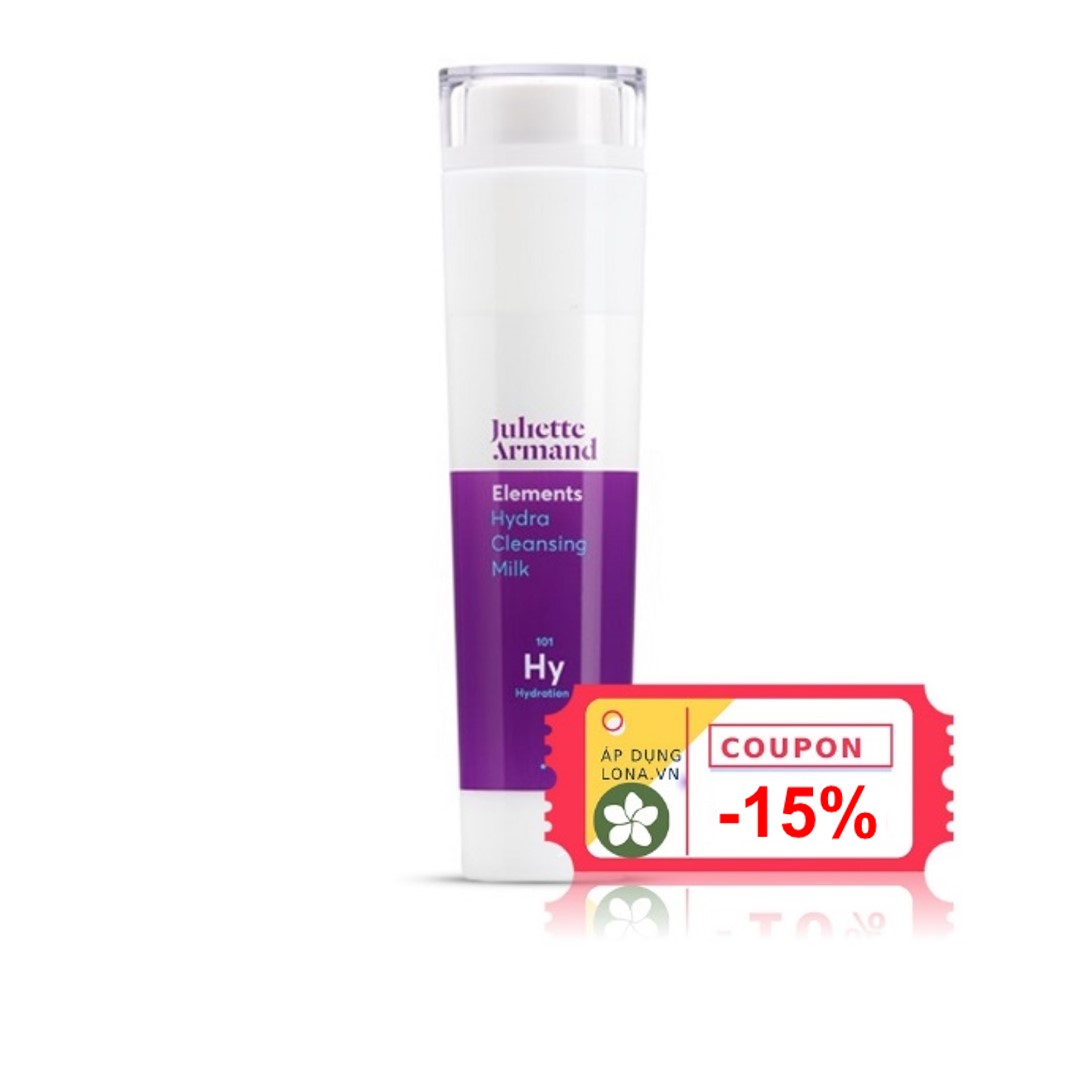 Juliette
Armand
Elements
Hydra
Cleansing
Milk
101
Hy
Hydration
ÁP DỤNG
LONA.VN
COUPON
-15%